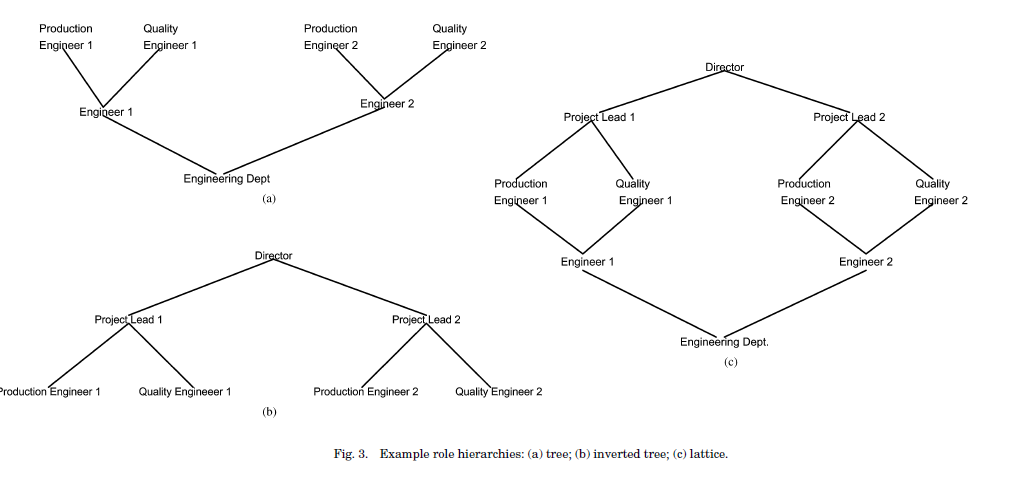 Production Quality Production Quality
Engineer 1 Engineer 1 Engineer 2 Engineer 2
Engineer 1 Engineer 2
Engineering Dept
(a)
Director
Project Lead 1 Project Lead 2
Production Engineer 1 Quality Engineeer 1 Production Engineer 2 Quality Engineer 2
(b)
Director
Project Lead 1 Project Lead 2
Production Quality Production Quality
Engineer 1 Engineer 1 Engineer 2 Engineer 2
Engineer 1 Engineer 2
Engineering Dept.
(c)
Fig. 3. Example role hierarchies: (a) tree; (b) inverted tree; (c) lattice.